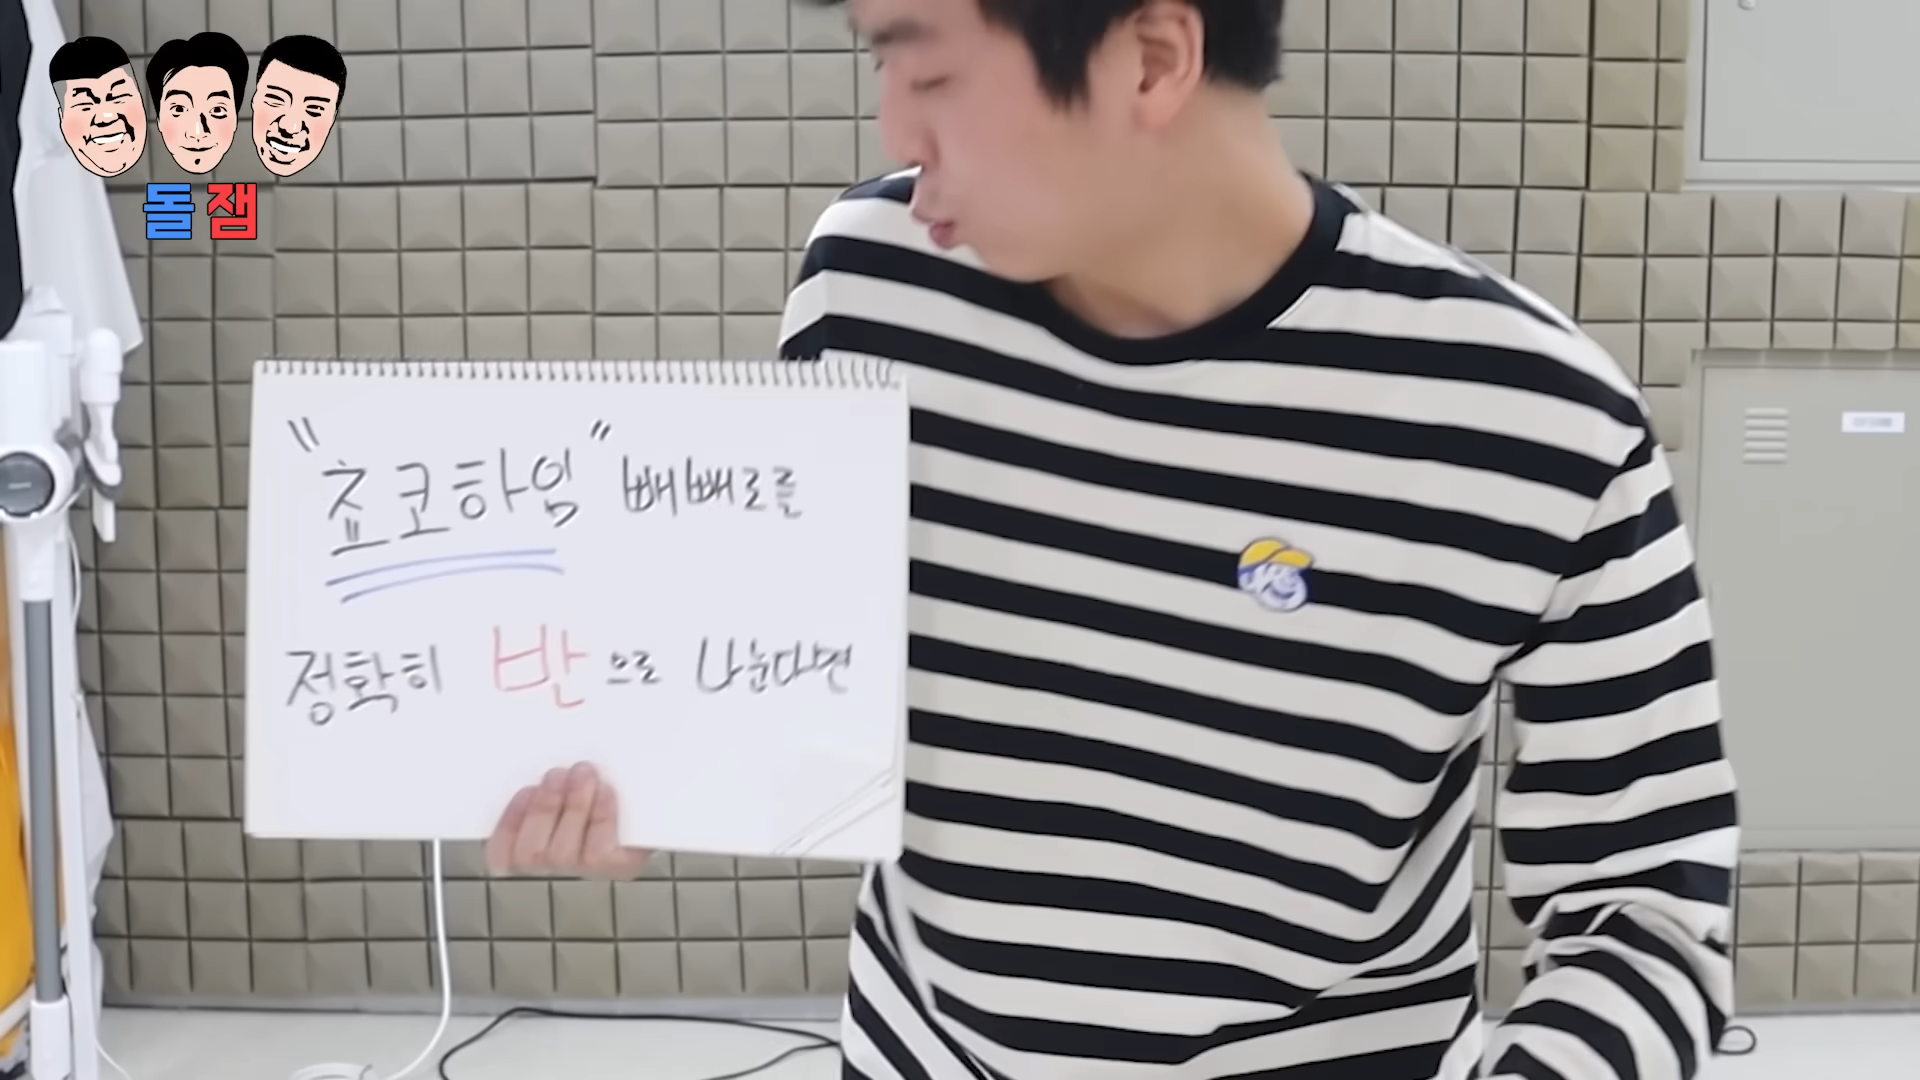 돌잼
"초코하임" 빼빼로를
정확히 반으로 나눈다면